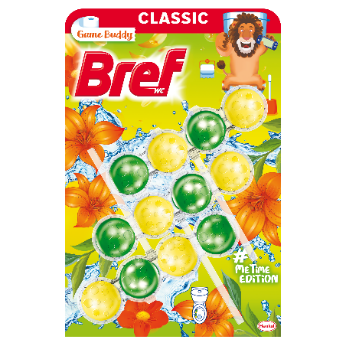 CLASSIC
Game Buddy
Bref
WC
#
MeTime
EDITION
Henkel